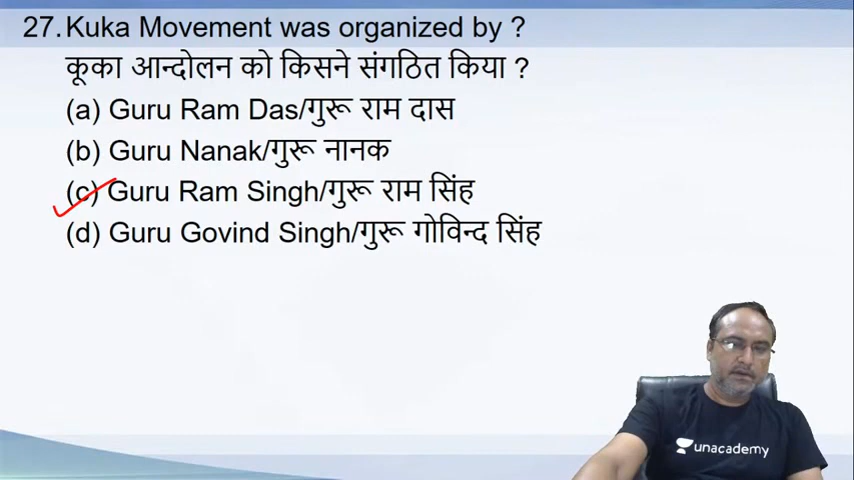 27. Kuka Movement was organized by ?
कूका आन्दोलन को किसने संगठित किया ?
(a) Guru Ram Das/गुरू राम दास
(b) Guru Nanak/गुरू नानक
(c) Guru Ram Singh/गुरू राम सिंह
(d) Guru Govind Singh/गुरू गोविन्द सिंह
unacademy